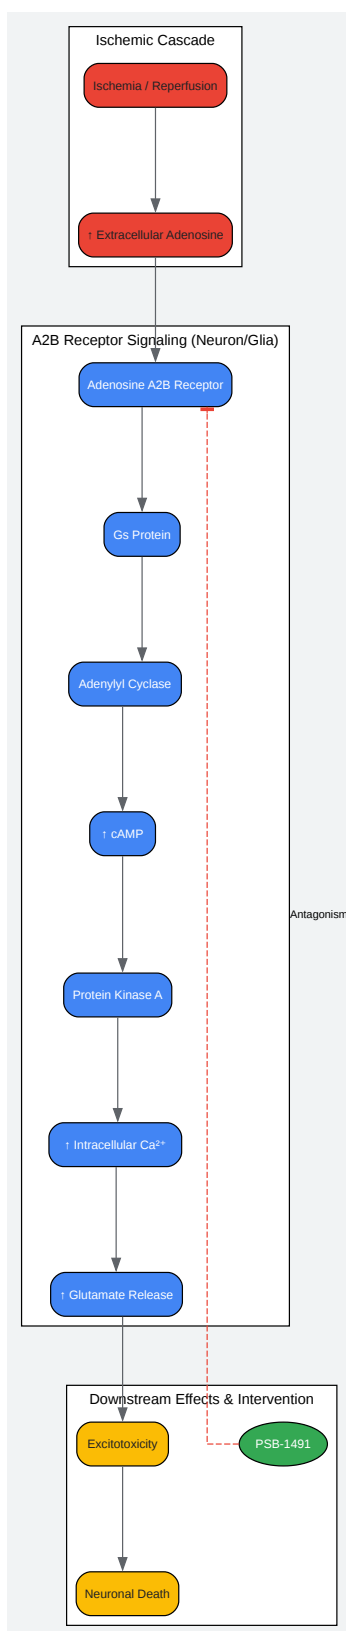 Ischemic Cascade
Ischemia / Reperfusion
↑ Extracellular Adenosine
A2B Receptor Signaling (Neuron/Glia)
Adenosine A2B Receptor
Gs Protein
Adenylyl Cyclase
↑ cAMP
Antagonism
Protein Kinase A
↑ Intracellular Ca²⁺
↑ Glutamate Release
Downstream Effects & Intervention
Excitotoxicity
PSB-1491
Neuronal Death